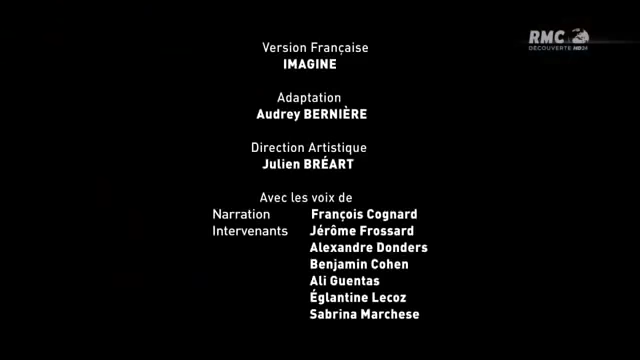 Version Française
IMAGINE
RMC
DÉCOUVERTE HD24
Adaptation
Audrey BERNIÈRE
Direction Artistique
Julien BRÉART
Avec les voix de
Narration François Cognard
Intervenants Jérôme Frossard
Alexandre Donders
Benjamin Cohen
Ali Guentas
Églantine Lecoz
Sabrina Marchese